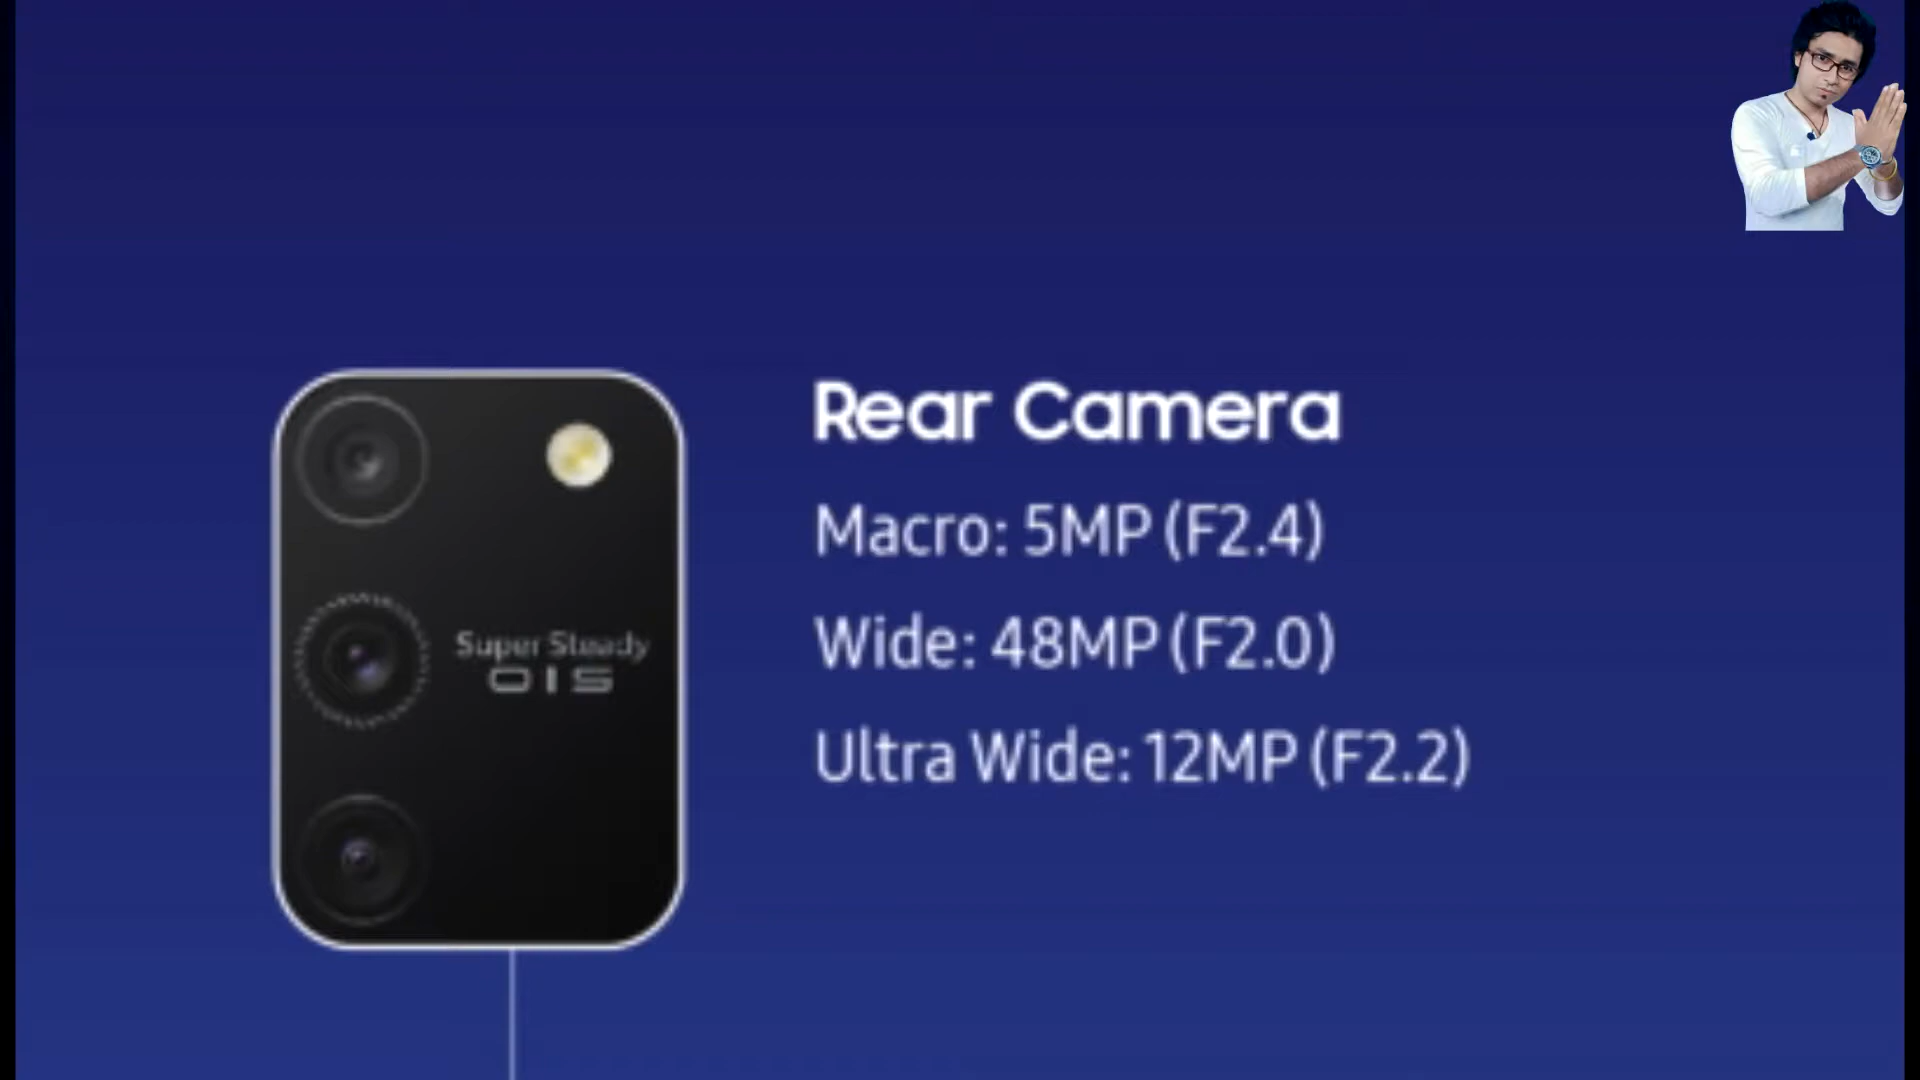 Rear Camera
Macro: 5MP (F2.4)
Super Steady
OIS
Wide: 48MP (F2.0)
Ultra Wide: 12MP (F2.2)